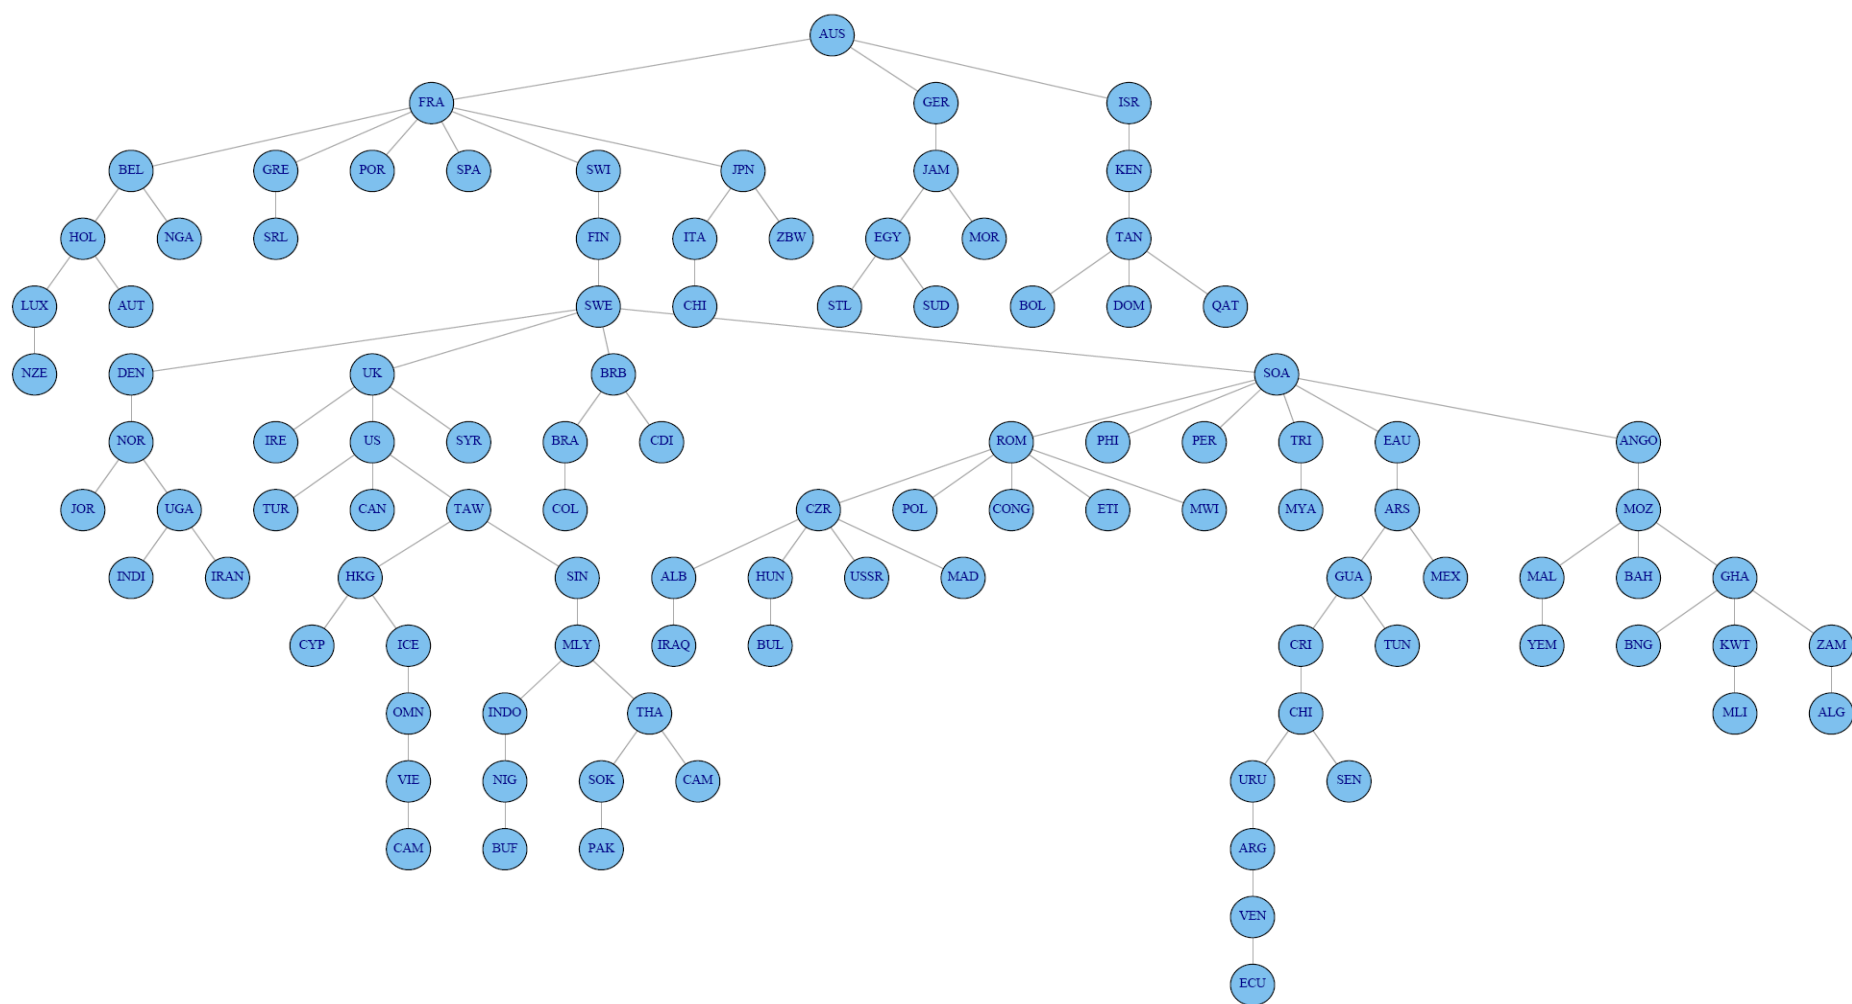 AUS
FRA GER ISR
BEL GRE POR SPA SWI JPN JAM KEN
HOL NGA SRL FIN ITA ZBW EGY MOR TAN
LUX AUT SWE CHI STL SUD BOL DOM QAT
NZE DEN UK BRB SOA
NOR IRE US SYR BRA CDI ROM PHI PER TRI EAU ANGO
JOR UGA TUR CAN TAW COL CZR POL CONG ETI MWI MYA ARS MOZ
INDI IRAN HKG SIN ALB HUN USSR MAD GUA MEX MAL BAH GHA
CYP ICE MLY IRAQ BUL CRI TUN YEM BNG KWT ZAM
OMN INDO THA CHI MLI ALG
VIE NIG SOK CAM URU SEN
CAM BUF PAK ARG
VEN
ECU